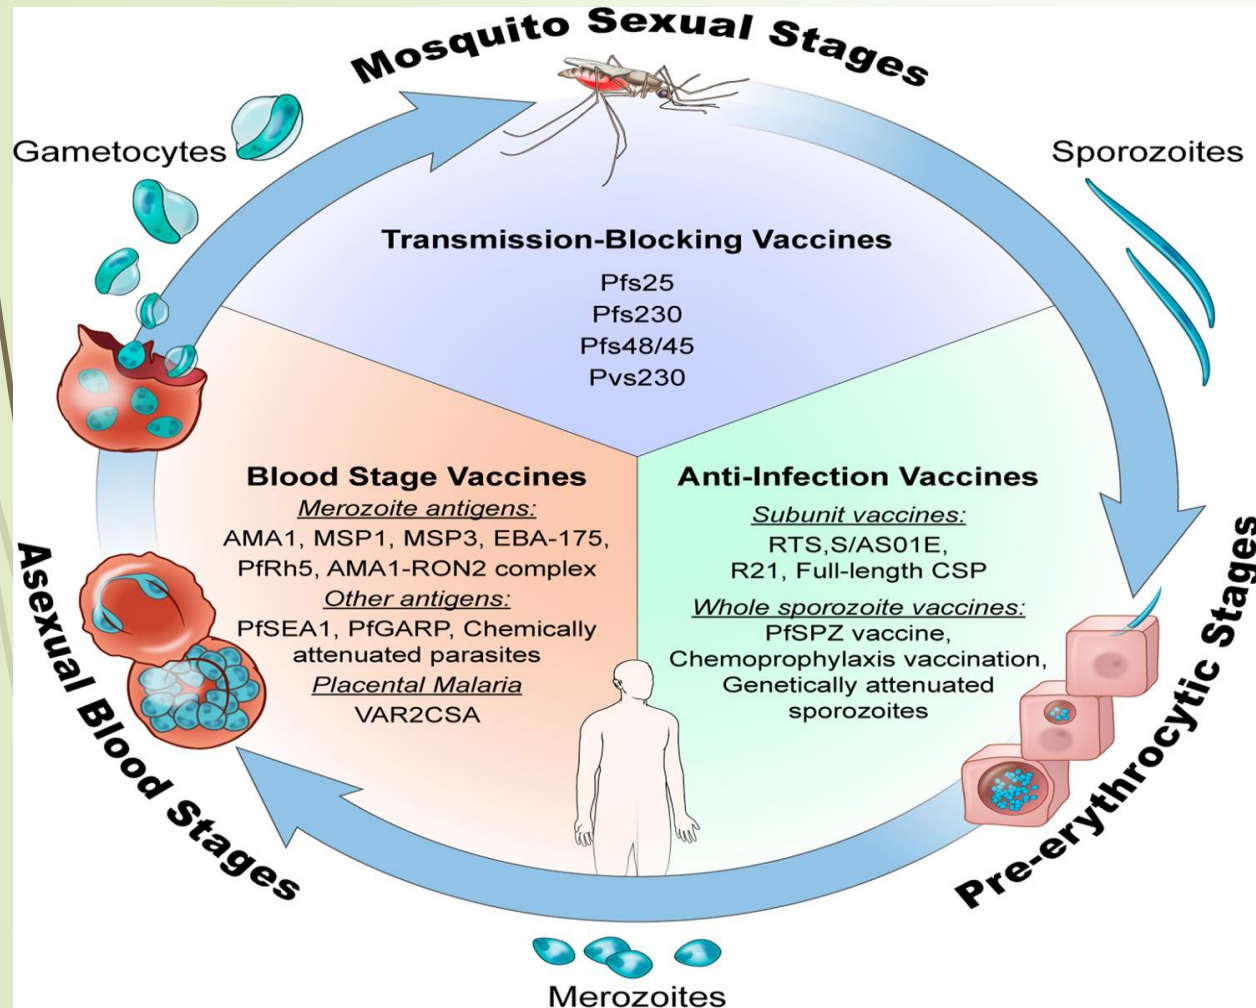 Mosquito Sexual Stages
Gametocytes
Sporozoites
Transmission-Blocking Vaccines
Pfs25
Pfs230
Pfs48/45
Pvs230
Blood Stage Vaccines
Merozoite antigens:
AMA1, MSP1, MSP3, EBA-175,
PfRh5, AMA1-RON2 complex
Other antigens:
PfSEA1, PfGARP, Chemically
attenuated parasites
Placental Malaria
VAR2CSA
Anti-Infection Vaccines
Subunit vaccines:
RTS,S/AS01E,
R21, Full-length CSP
Whole sporozoite vaccines:
PfSPZ vaccine,
Chemoprophylaxis vaccination,
Genetically attenuated
sporozoites
Asexual Blood Stages
Pre-erythrocytic Stages
Merozoites